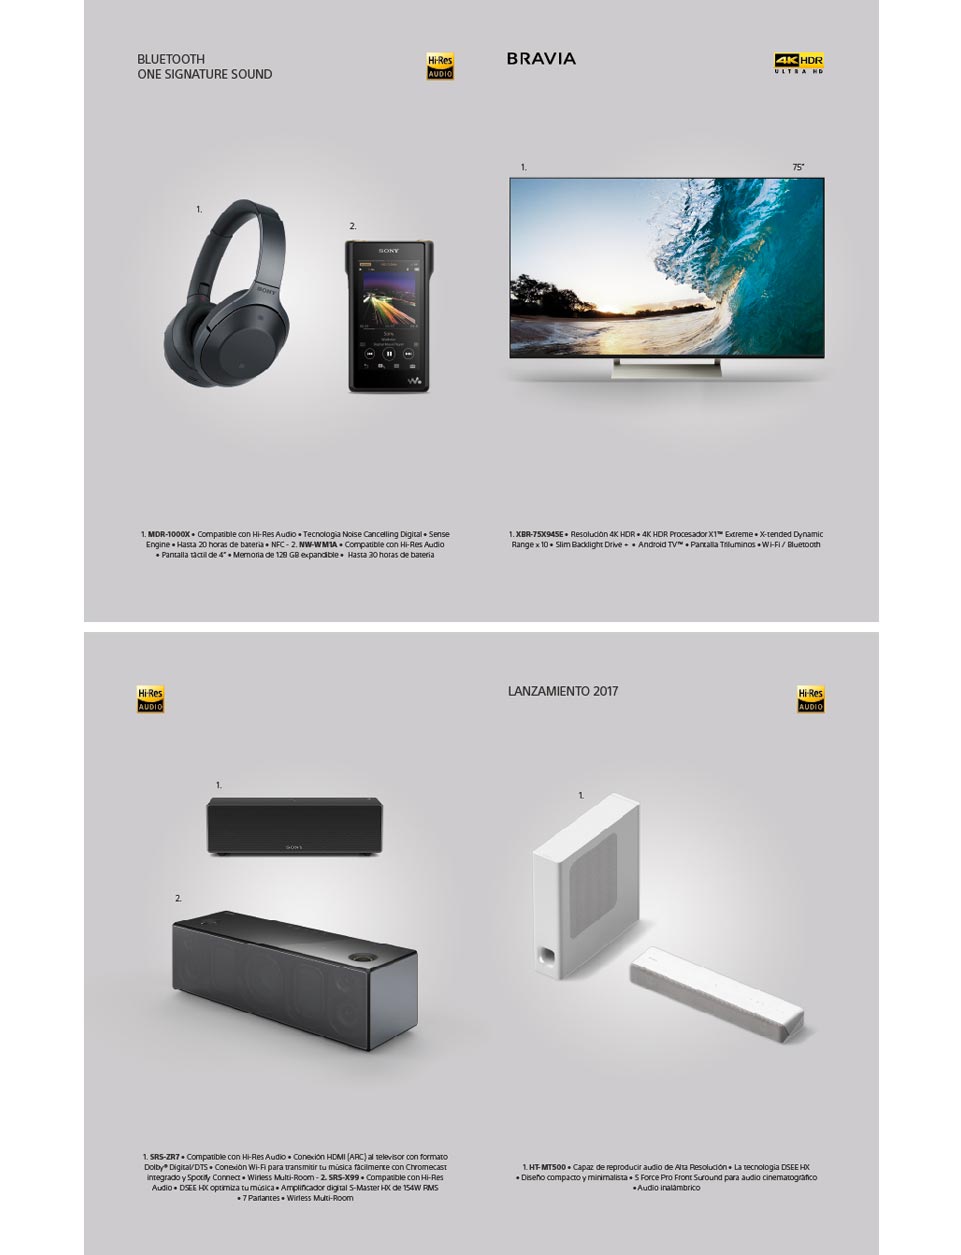 BLUETOOTH
ONE SIGNATURE SOUND
Hi-Res
AUDIO
1.
SONY
2.
SONY
Sony
Walkman
Digital Music Player
1. MDR-1000X • Compatible con Hi-Res Audio • Tecnología Noise Cancelling Digital • Sense
Engine • Hasta 20 horas de batería • NFC - 2. NW-WM1A • Compatible con Hi-Res Audio
• Pantalla táctil de 4" • Memoria de 128 GB expandible • Hasta 30 horas de batería
BRAVIA
4K HDR
ULTRA HD
1.
75"
1. XBR-75X945E • Resolución 4K HDR • 4K HDR Procesador X1™ Extreme • X-tended Dynamic
Range x 10 • Slim Backlight Drive + • Android TV™ • Pantalla Triluminos • Wi-Fi / Bluetooth
Hi-Res
AUDIO
1.
SONY
2.
1. SRS-ZR7 • Compatible con Hi-Res Audio • Conexión HDMI (ARC) al televisor con formato
Dolby® Digital/DTS • Conexión Wi-Fi para transmitir tu música fácilmente con Chromecast
integrado y Spotify Connect • Wirless Multi-Room - 2. SRS-X99 • Compatible con Hi-Res
Audio • DSEE HX optimiza tu música • Amplificador digital S-Master HX de 154W RMS
• 7 Parlantes • Wirless Multi-Room
LANZAMIENTO 2017
Hi-Res
AUDIO
1.
1. HT-MT500 • Capaz de reproducir audio de Alta Resolución • La tecnología DSEE HX
• Diseño compacto y minimalista • S Force Pro Front Suround para audio cinematográfico
• Audio inalámbrico